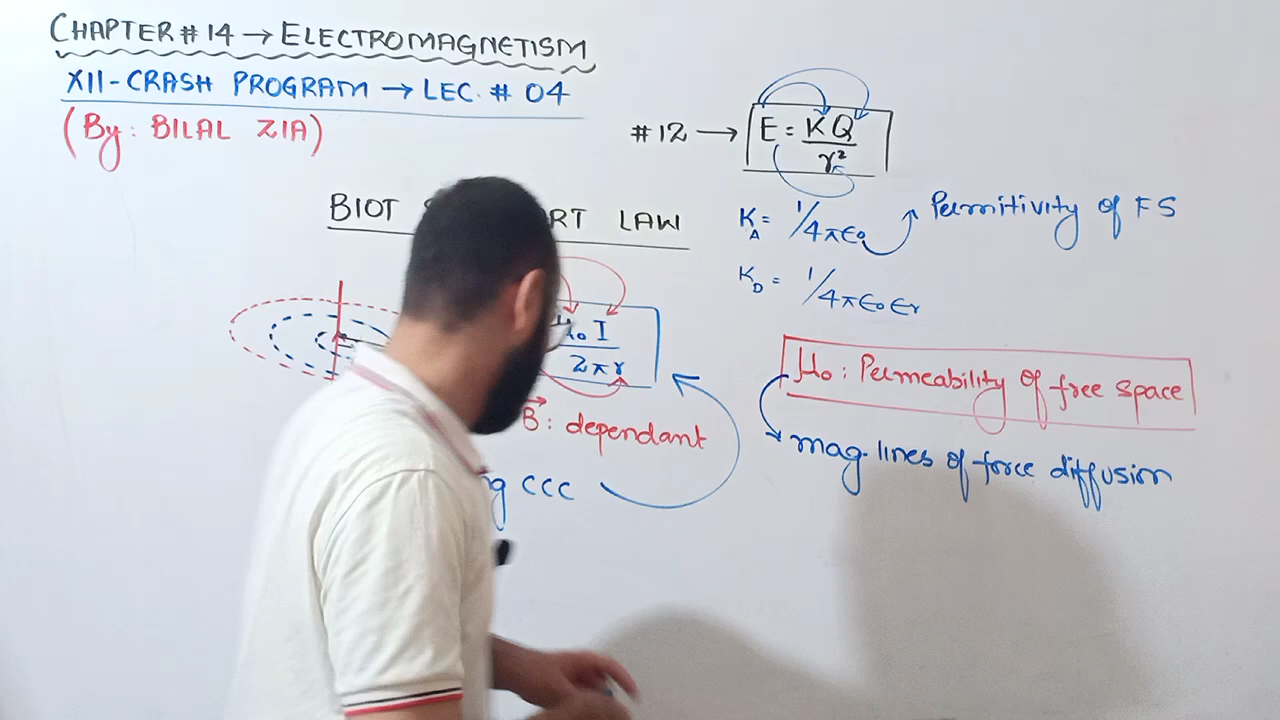 CHAPTER # 14 → ELECTROMAGNETISM
XII - CRASH PROGRAM → LEC. # 04
(By: BILAL ZIA)
#12 → E = KQ/r²
BIOT LAW
K_A = 1/4πϵ₀ Permitivity of FS
K_D = 1/4πϵ₀ϵr
μ₀ I / 2πr
μ₀ : Permeability of free space
B⃗ : dependant
mag. lines of force diffusion
CCC